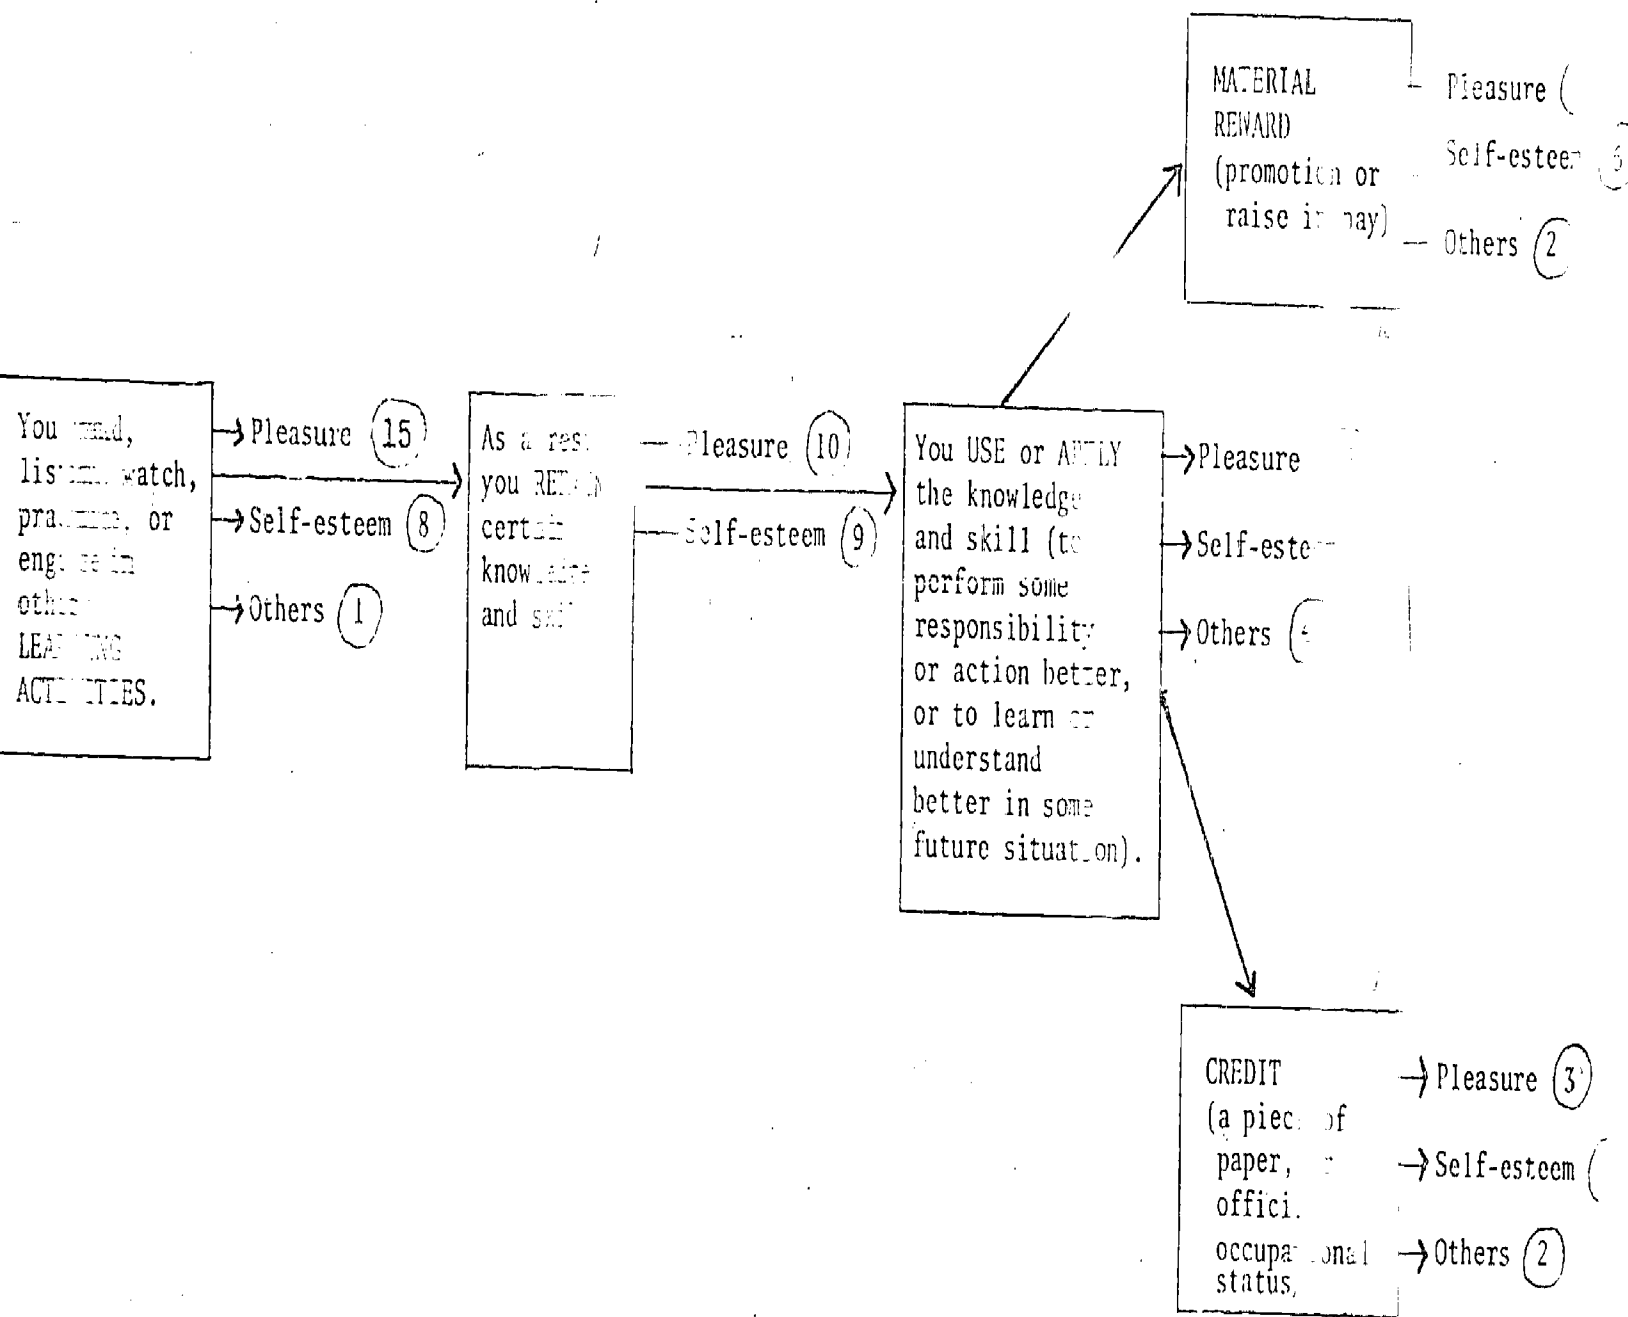 MATERIAL
REWARD
(promotion or
raise in pay)
Pleasure
Self-esteem
Others 2
You
listen, watch,
or
engage in
other
LEARNING
ACTIVITIES.
Pleasure 15
Self-esteem 8
Others 1
As a
you RETAIN
certain
knowledge
and skill
Pleasure 10
Self-esteem 9
You USE or APPLY
the knowledge
and skill (to
perform some
responsibility
or action better,
or to learn or
understand
better in some
future situation).
Pleasure
Self-esteem
Others
CREDIT
(a piece of
paper,
occupational
status,
Pleasure 3
Self-esteem
Others 2